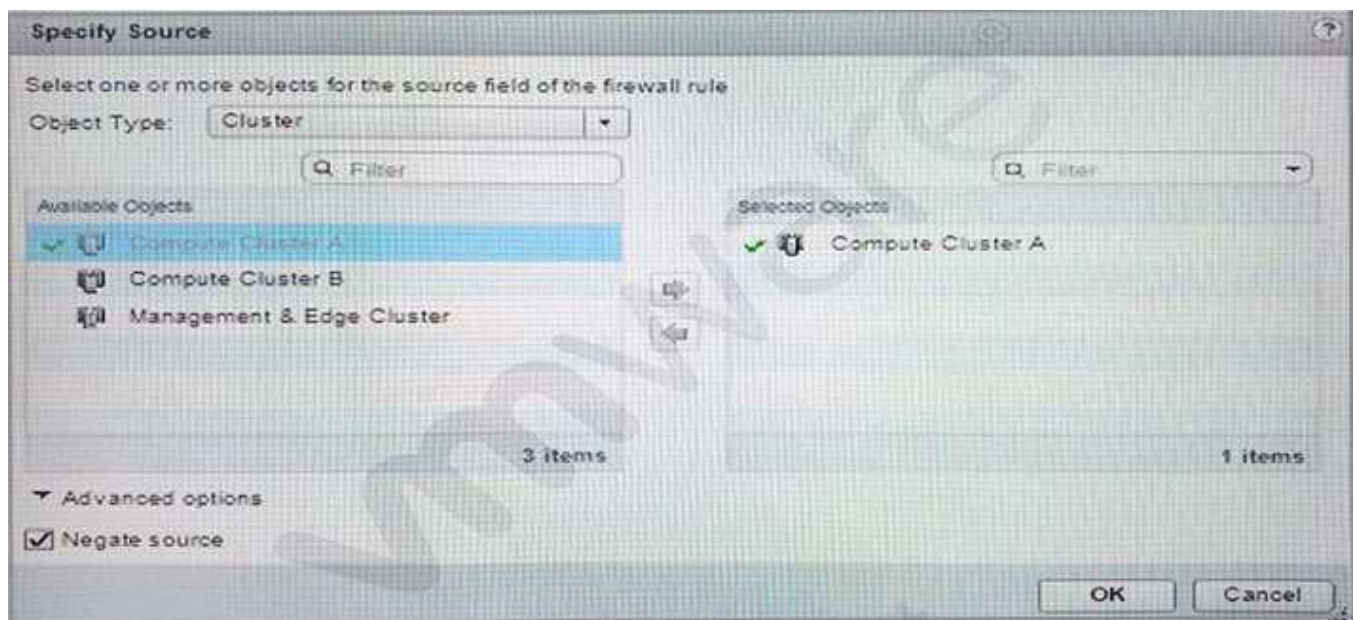 Specify Source
?
Select one or more objects for the source field of the firewall rule
Object Type: Cluster
Filter
Filter
Available Objects
Selected Objects
Compute Cluster A
Compute Cluster A
Compute Cluster B
Management & Edge Cluster
3 items
1 items
Advanced options
Negate source
OK Cancel
vmware